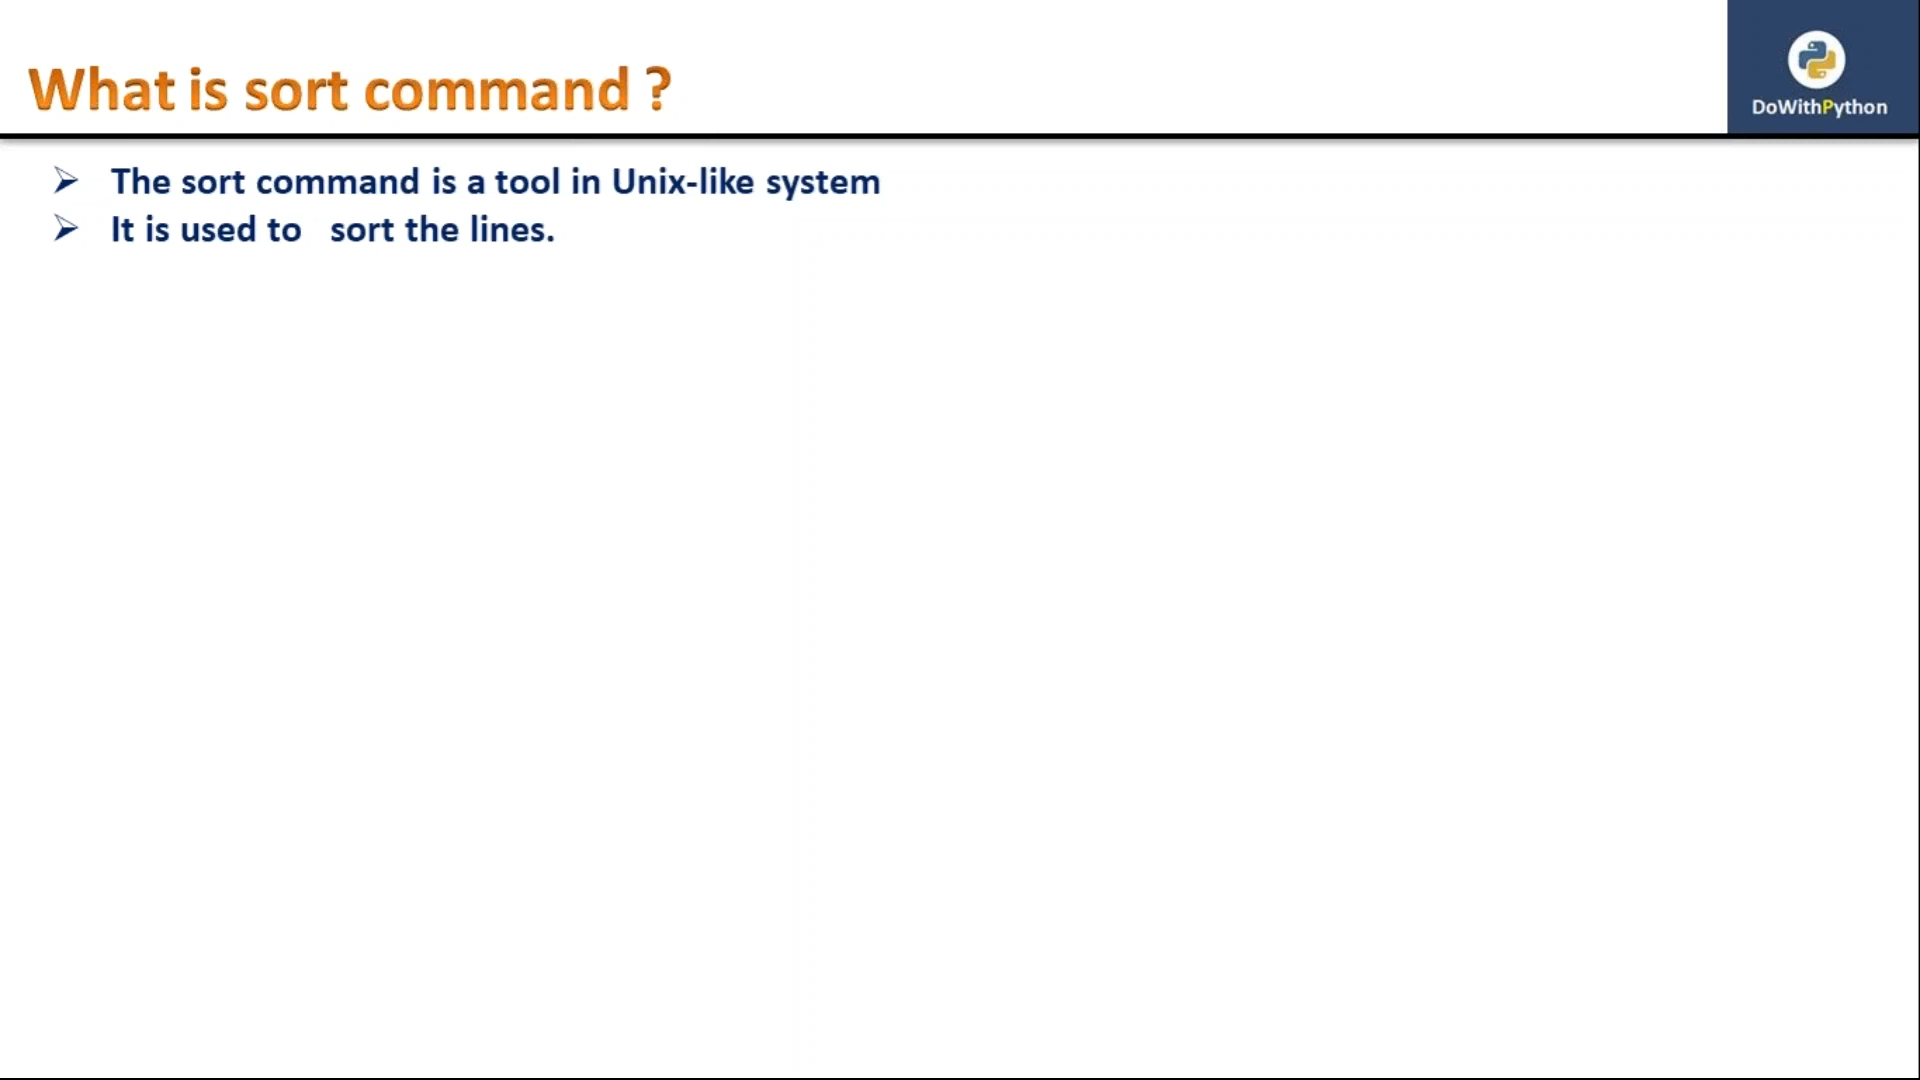 What is sort command ?
DoWithPython
➢ The sort command is a tool in Unix-like system
➢ It is used to   sort the lines.